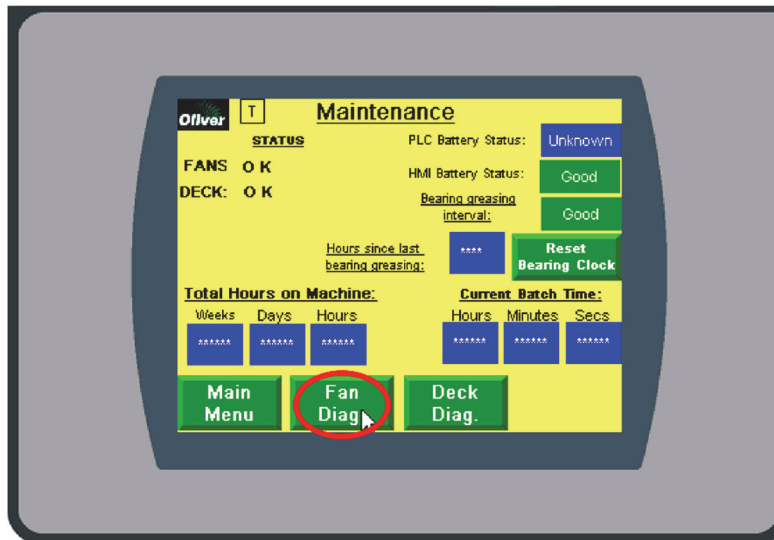 Oliver
T
Maintenance
STATUS
FANS O K
DECK: O K
PLC Battery Status: Unknown
HMI Battery Status: Good
Bearing greasing
interval: Good
Hours since last
bearing greasing:
****
Reset
Bearing Clock
Total Hours on Machine:
Weeks Days Hours
****** ****** ******
Current Batch Time:
Hours Minutes Secs
****** ****** ******
Main
Menu
Fan
Diag
Deck
Diag.